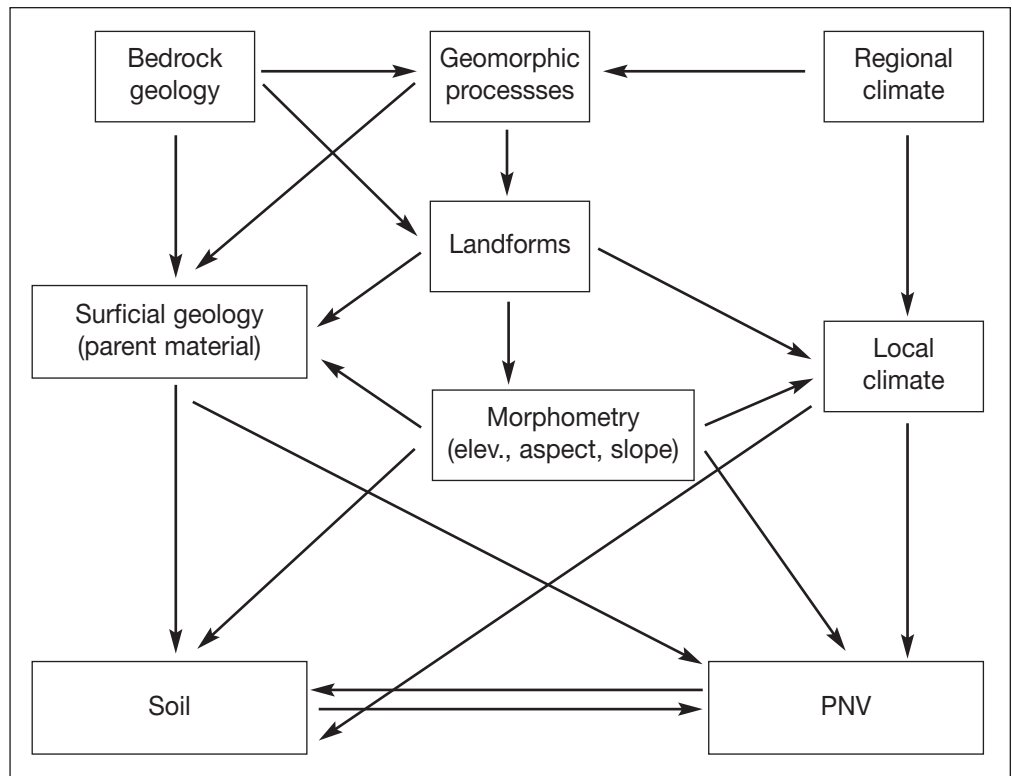 Bedrock
geology
Geomorphic
processses
Regional
climate
Landforms
Surficial geology
(parent material)
Local
climate
Morphometry
(elev., aspect, slope)
Soil
PNV